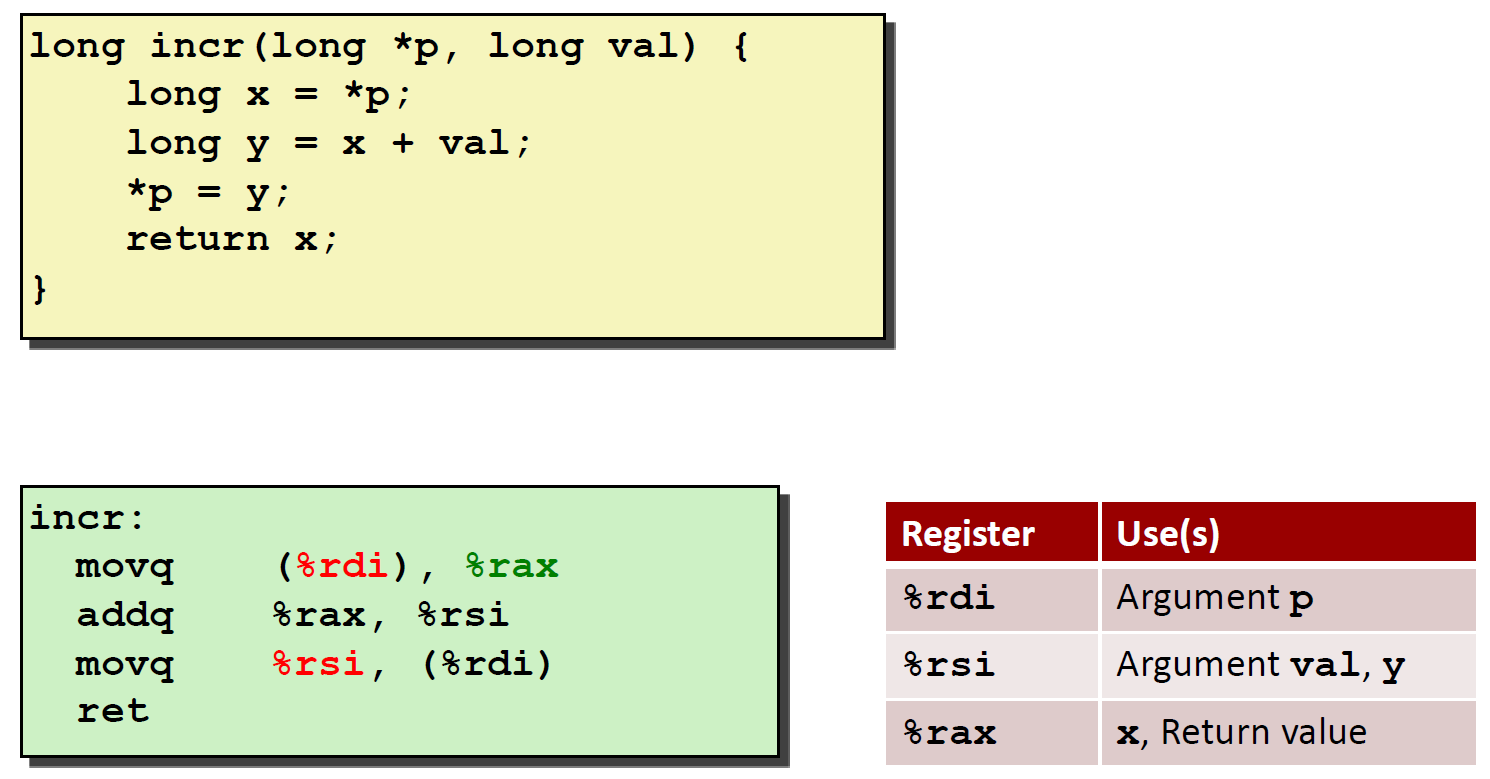 long incr(long *p, long val) {
    long x = *p;
    long y = x + val;
    *p = y;
    return x;
}
incr:
  movq    (%rdi), %rax
  addq    %rax, %rsi
  movq    %rsi, (%rdi)
  ret
Register Use(s)
%rdi Argument p
%rsi Argument val, y
%rax x, Return value